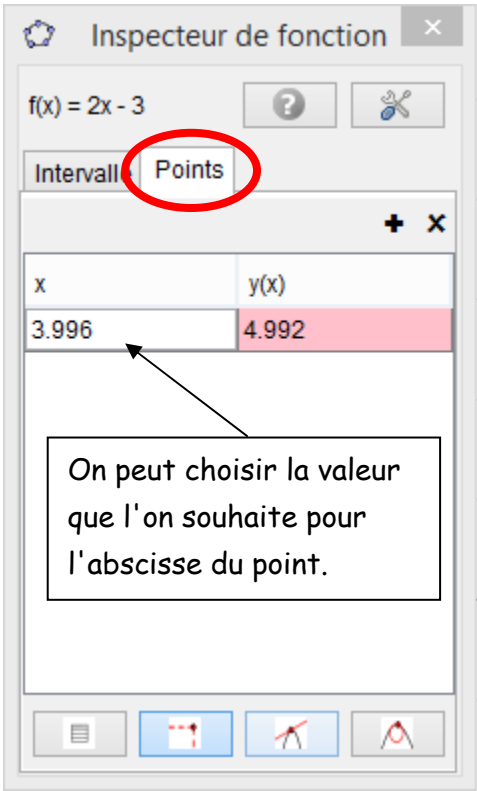 Inspecteur de fonction ×
f(x) = 2x - 3
Intervalle Points
x y(x)
3.996 4.992
On peut choisir la valeur
que l'on souhaite pour
l'abscisse du point.